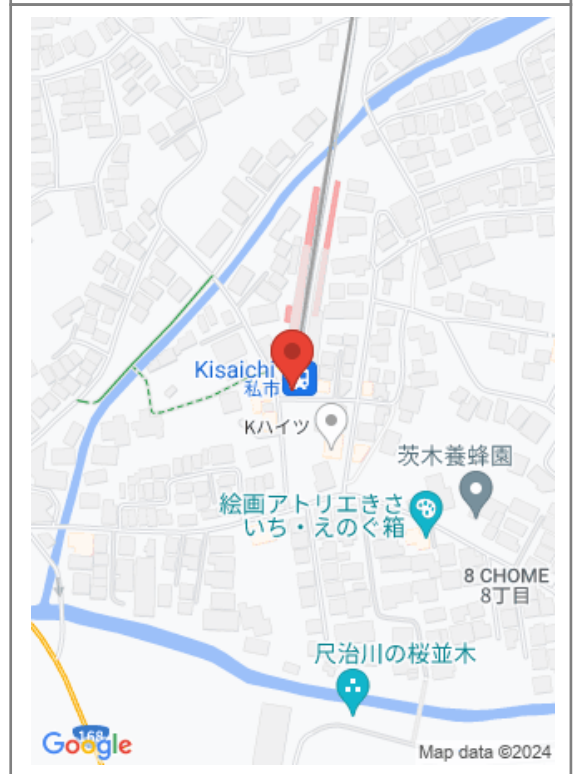 Kisaichi
私市
Kハイツ
茨木養蜂園
絵画アトリエきさ
いち・えのぐ箱
8 CHOME
8丁目
尺治川の桜並木
168
Google
Map data ©2024